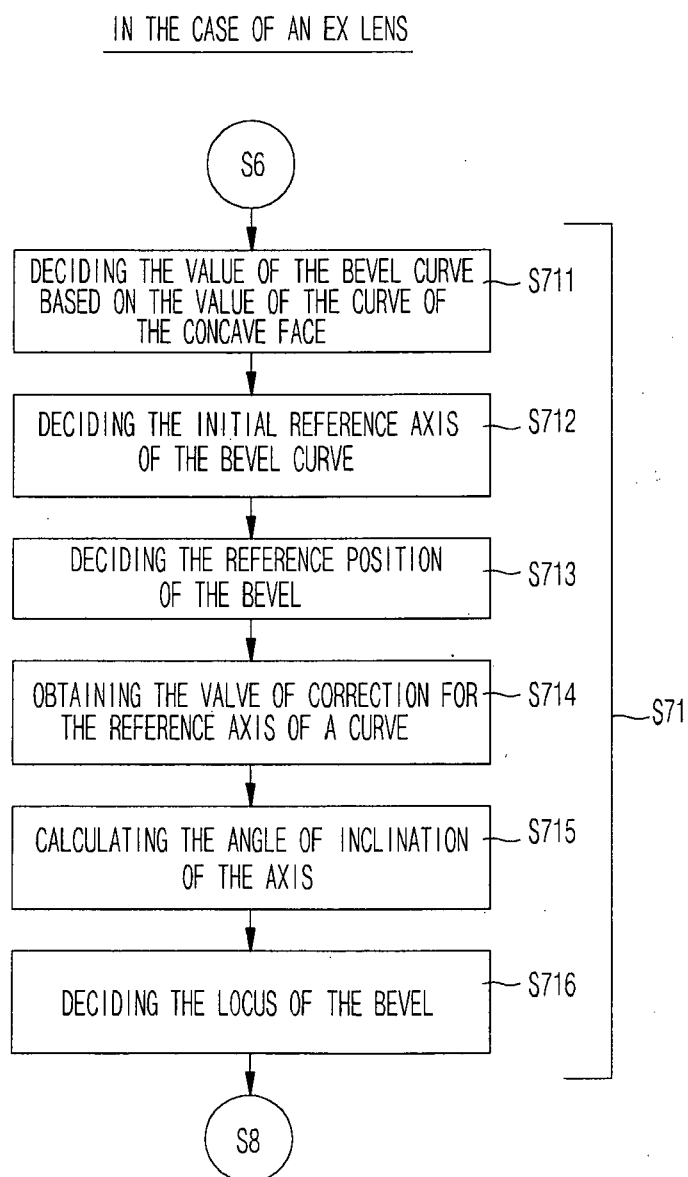 IN THE CASE OF AN EX LENS
S6
DECIDING THE VALUE OF THE BEVEL CURVE
BASED ON THE VALUE OF THE CURVE OF
THE CONCAVE FACE
S711
DECIDING THE INITIAL REFERENCE AXIS
OF THE BEVEL CURVE
S712
DECIDING THE REFERENCE POSITION
OF THE BEVEL
S713
OBTAINING THE VALVE OF CORRECTION FOR
THE REFERENCE AXIS OF A CURVE
S714
S71
CALCULATING THE ANGLE OF INCLINATION
OF THE AXIS
S715
DECIDING THE LOCUS OF THE BEVEL
S716
S8